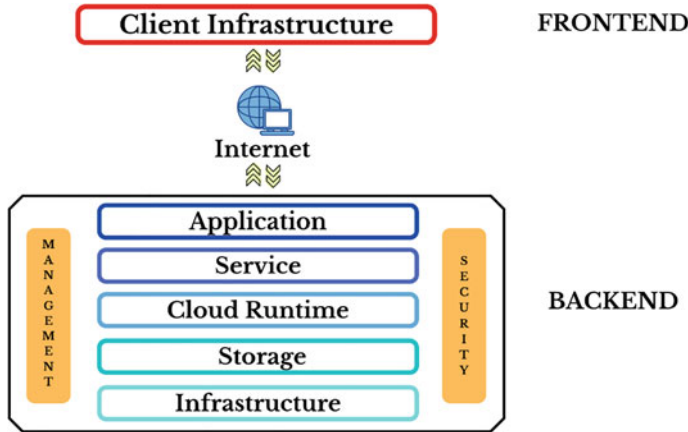 Client Infrastructure
FRONTEND
Internet
Application
Service
Cloud Runtime
Storage
Infrastructure
MANAGEMENT
SECURITY
BACKEND